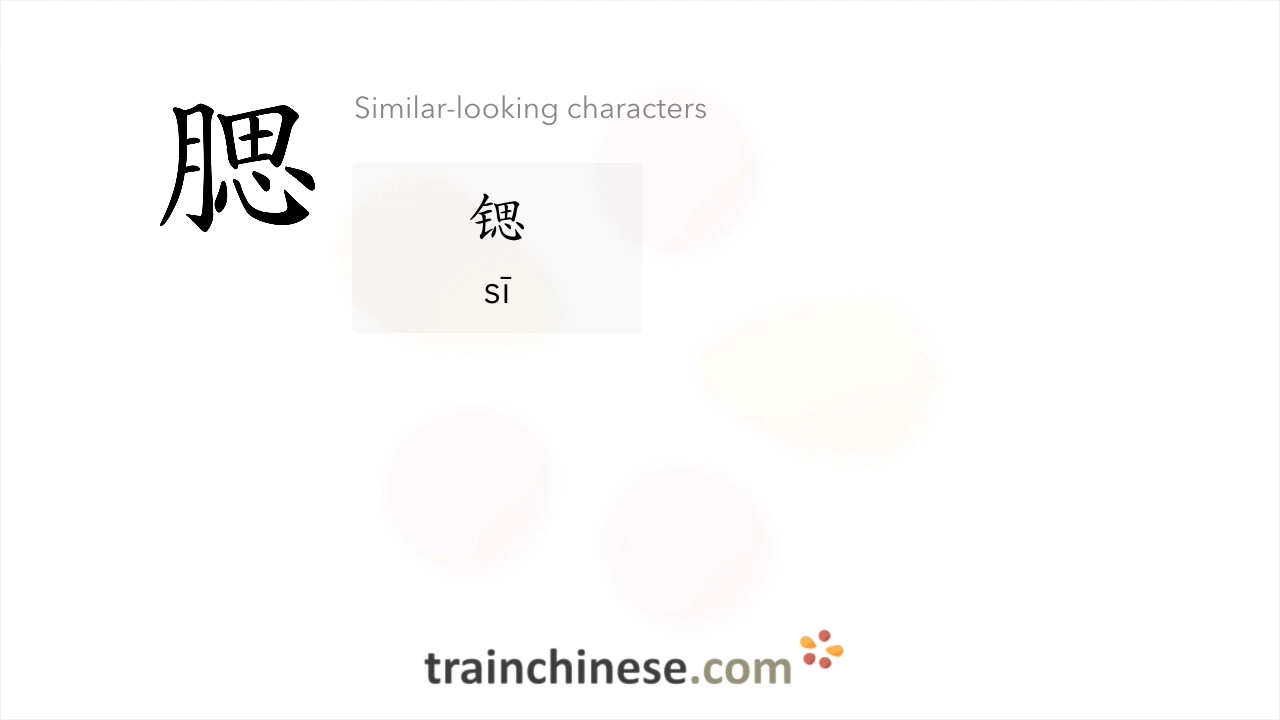 腮
Similar-looking characters
锶
sī
trainchinese.com